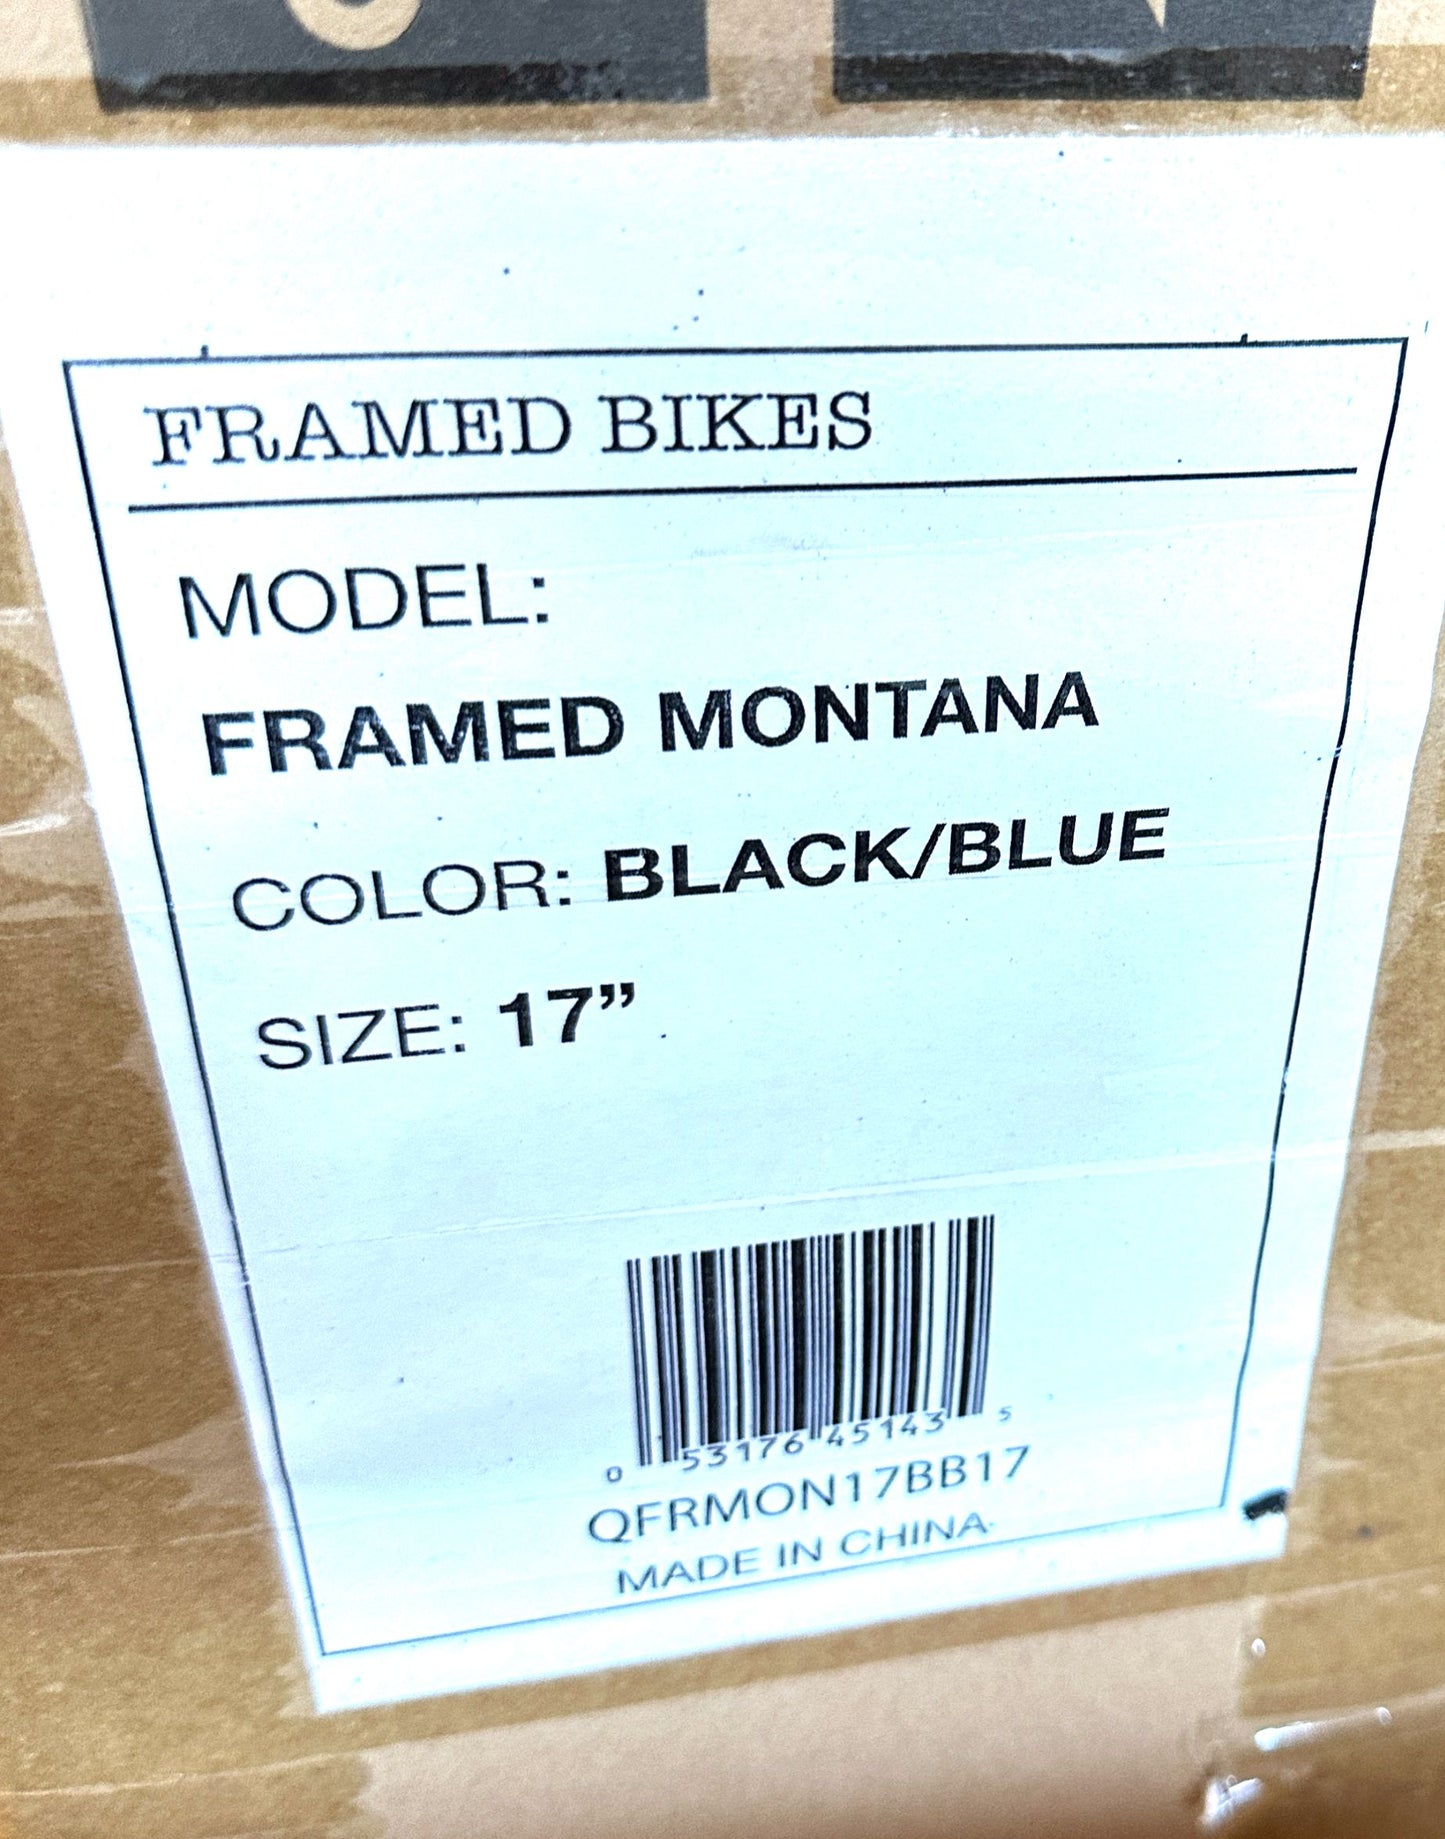 FRAMED BIKES
MODEL:
FRAMED MONTANA
COLOR: BLACK/BLUE
SIZE: 17”
0 53176 45143 5
QFRMON17BB17
MADE IN CHINA